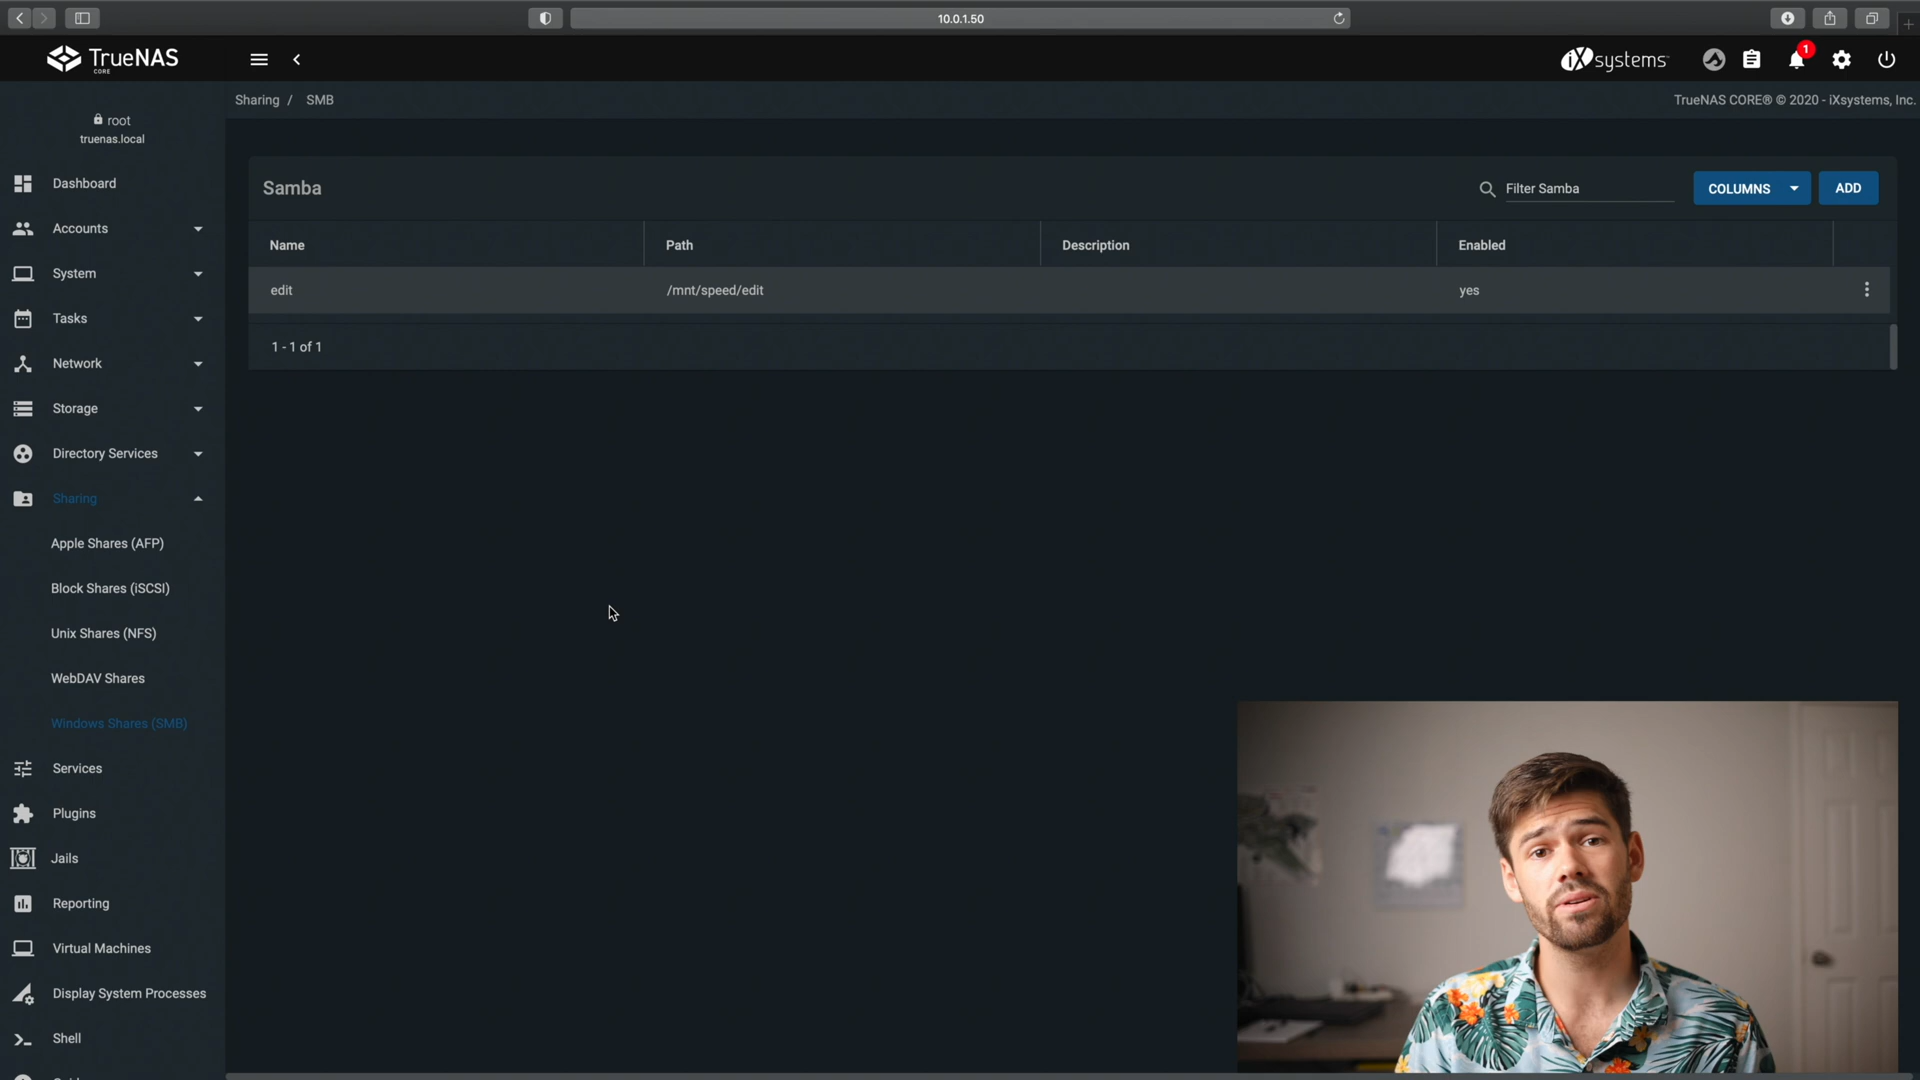 10.0.1.50
TrueNAS
CORE
iXsystems
1
Sharing / SMB
TrueNAS CORE® © 2020 - iXsystems, Inc.
root
truenas.local
Dashboard
Accounts
System
Tasks
Network
Storage
Directory Services
Sharing
Apple Shares (AFP)
Block Shares (iSCSI)
Unix Shares (NFS)
WebDAV Shares
Windows Shares (SMB)
Services
Plugins
Jails
Reporting
Virtual Machines
Display System Processes
Shell
Samba
Filter Samba
COLUMNS
ADD
Name Path Description Enabled
edit /mnt/speed/edit yes
1 - 1 of 1